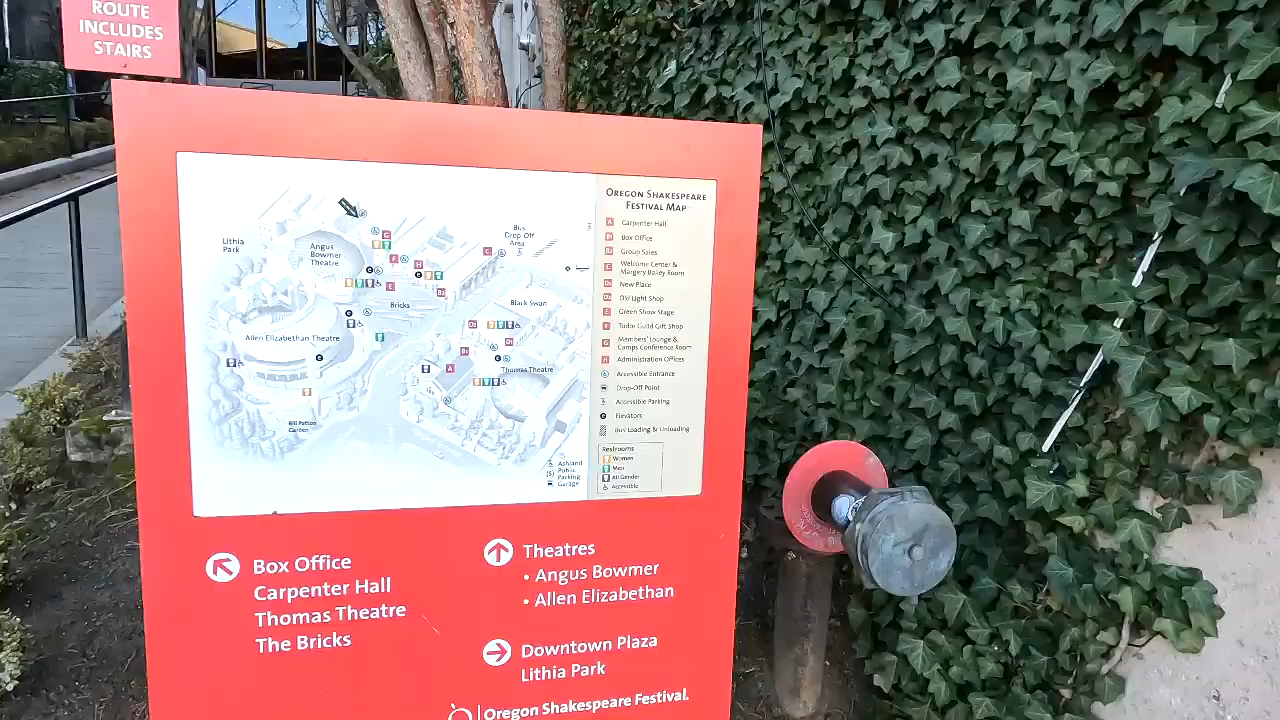 ROUTE
INCLUDES
STAIRS
Lithia
Park
Angus
Bowmer
Theatre
Bus
Drop Off
Area
Bricks
Black Swan
Allen Elizabethan Theatre
Thomas Theatre
Bill Patton
Garden
Ashland
Public
Parking
Garage
OREGON SHAKESPEARE
FESTIVAL MAP
Carpenter Hall
Box Office
Group Sales
Welcome Center &
Margery Bailey Room
New Place
Old Light Shop
Green Show Stage
Tudor Guild Gift Shop
Members' Lounge &
Camps Conference Room
Administration Offices
Accessible Entrance
Drop-Off Point
Accessible Parking
Elevators
Bus Loading & Unloading
Restrooms
Women
Men
All Gender
Accessible
Box Office
Carpenter Hall
Thomas Theatre
The Bricks
Theatres
• Angus Bowmer
• Allen Elizabethan
Downtown Plaza
Lithia Park
Oregon Shakespeare Festival.